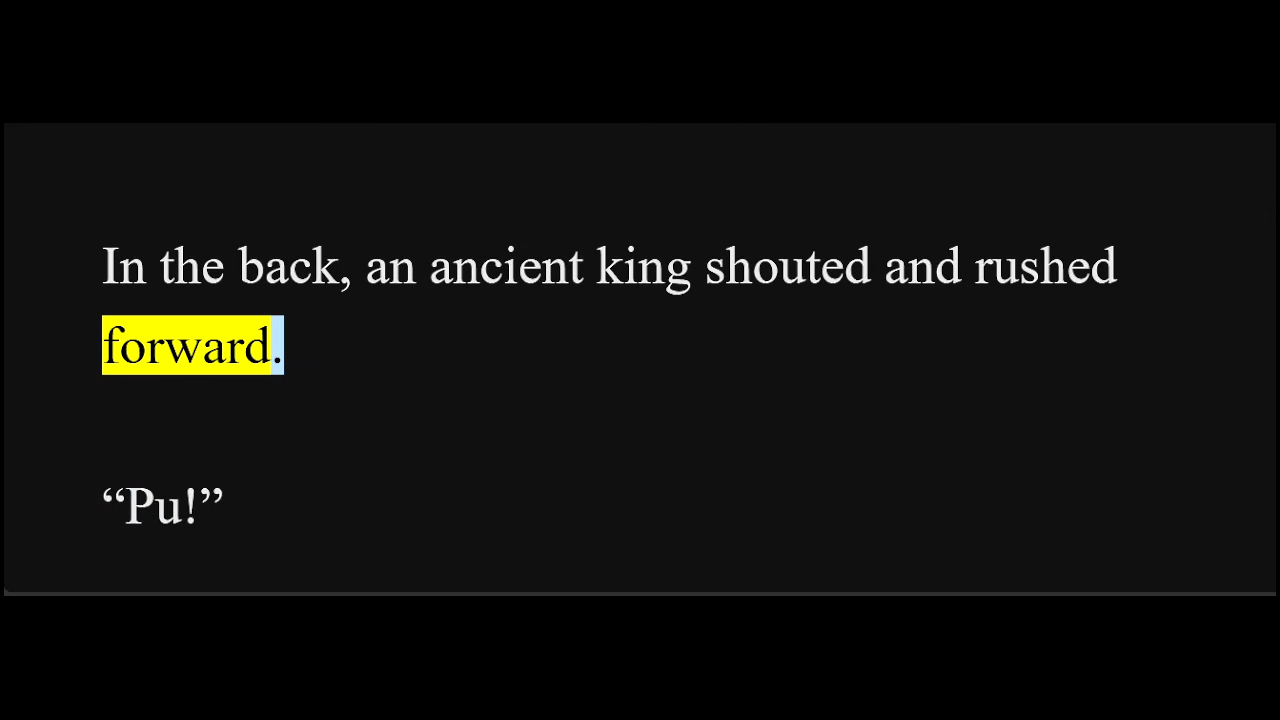 In the back, an ancient king shouted and rushed
forward.
“Pu!”